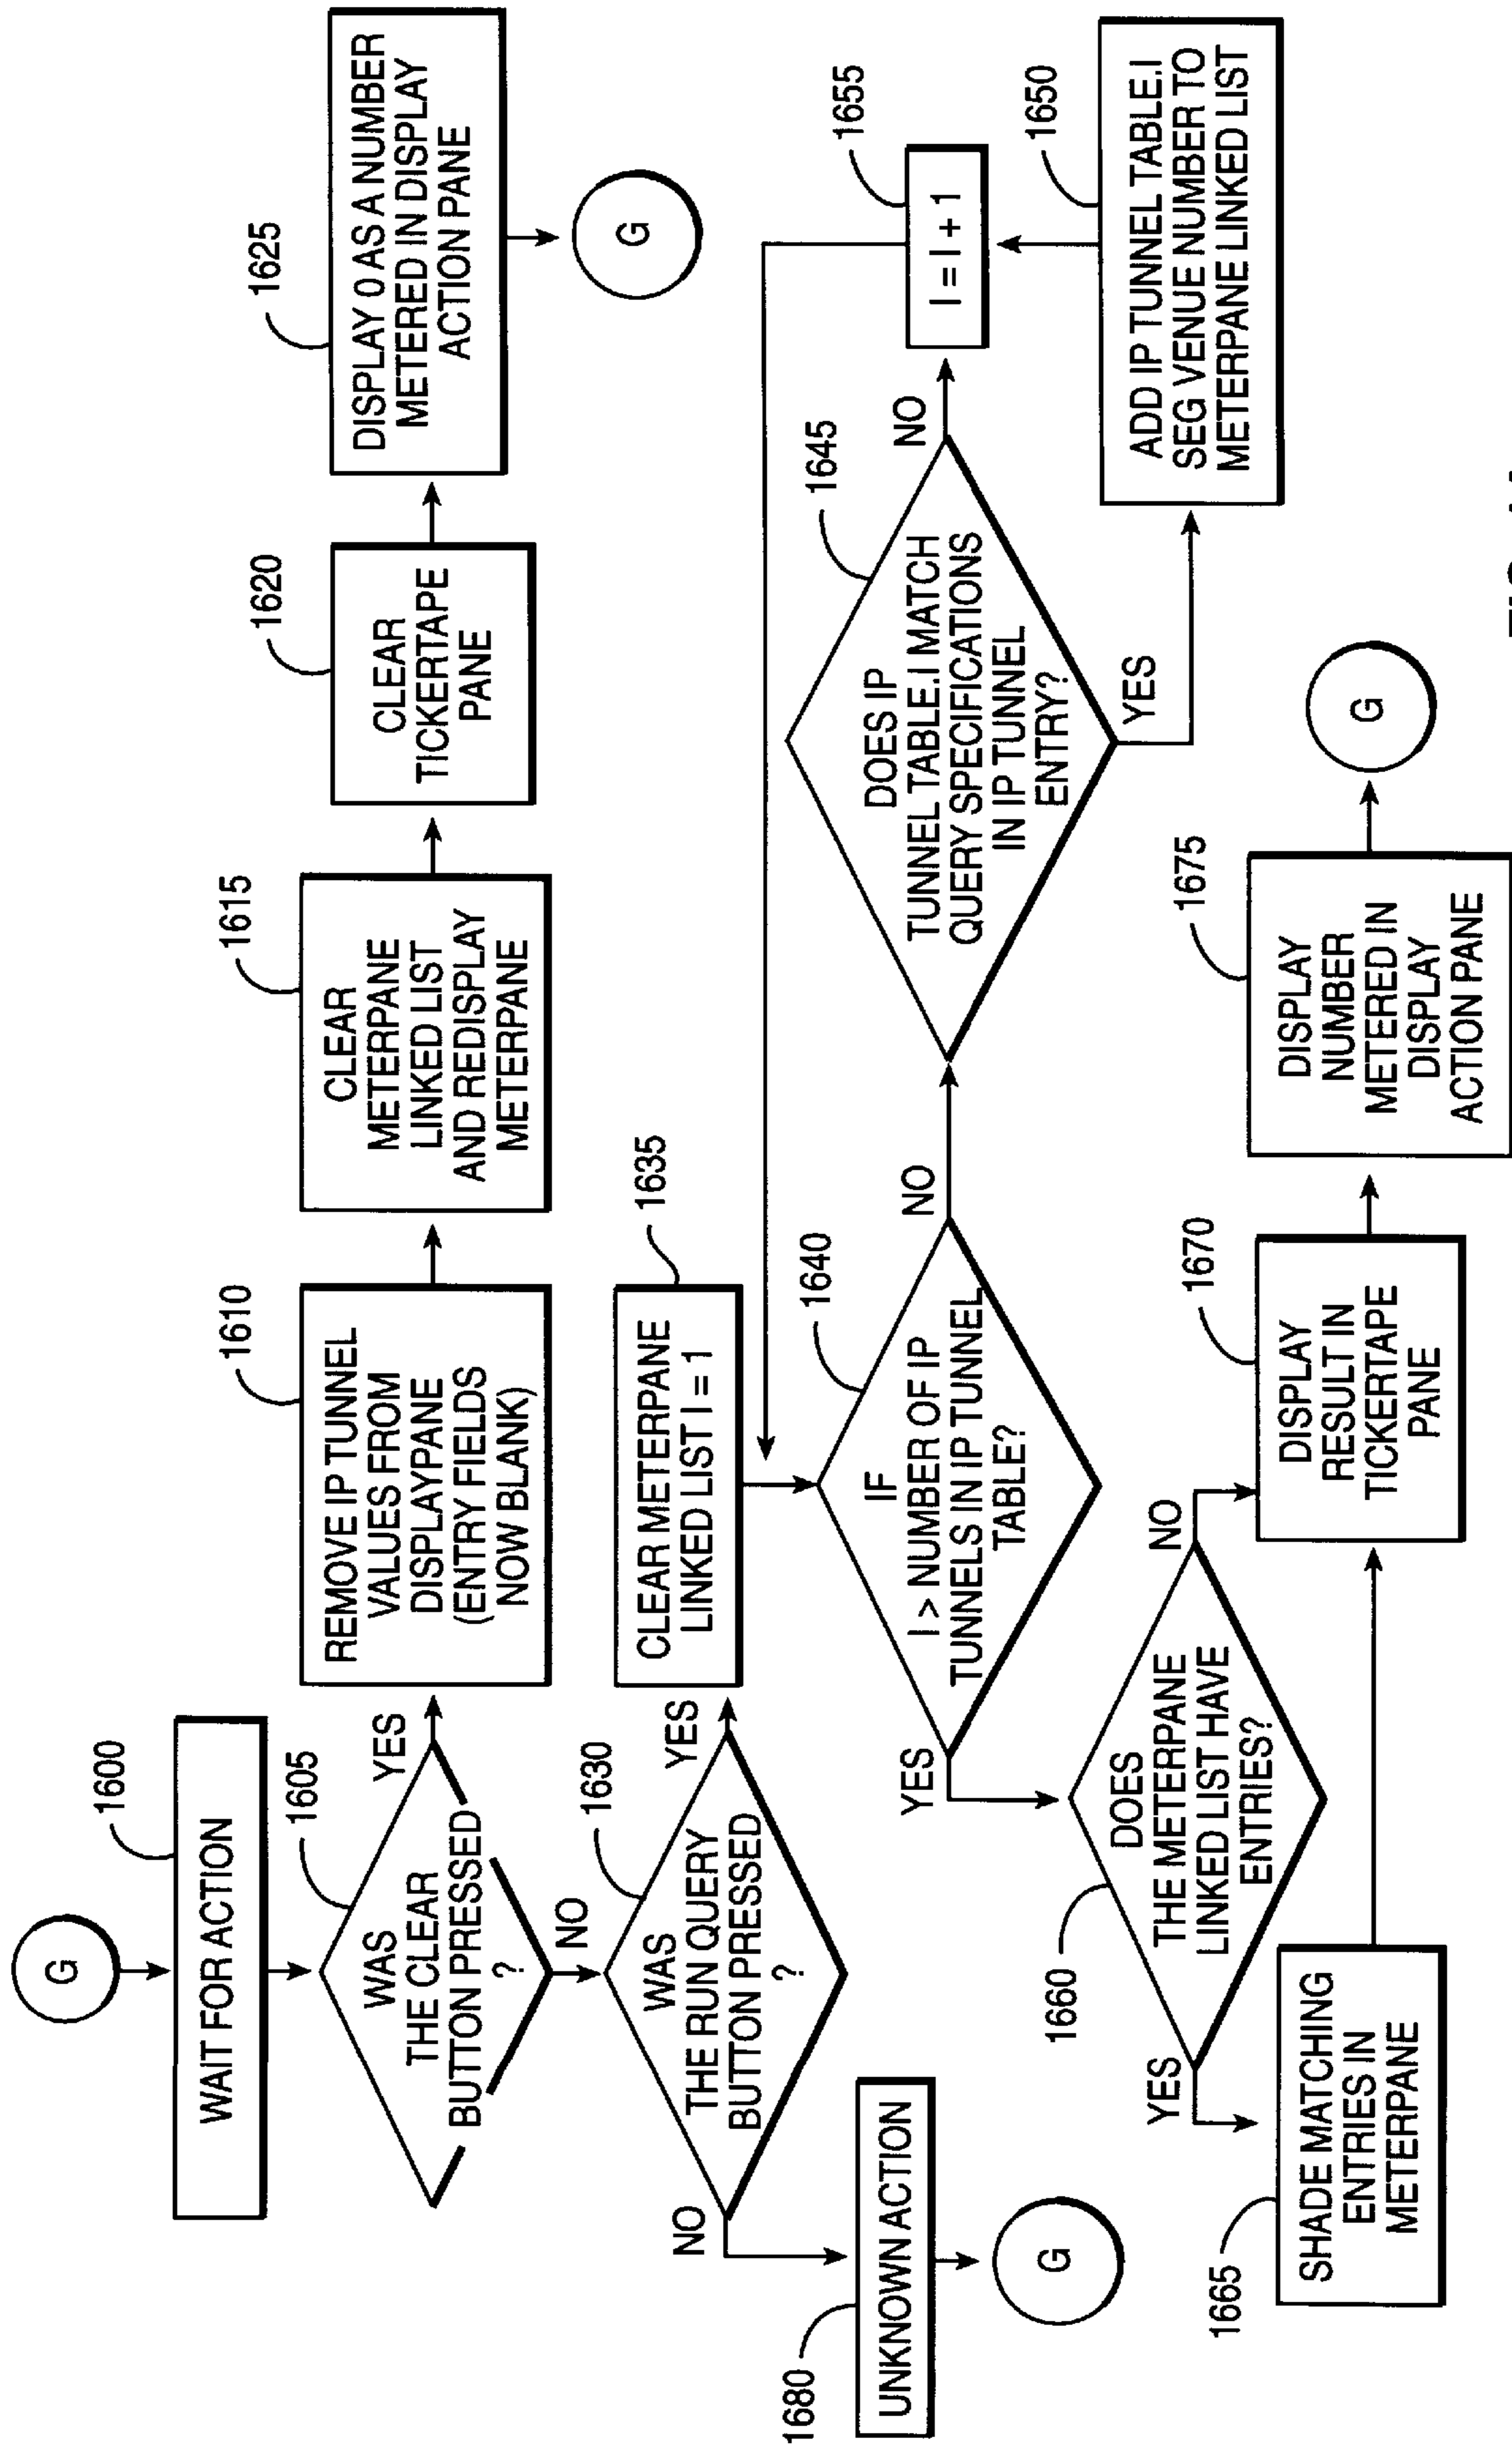 G
1600
WAIT FOR ACTION
1605
WAS
THE CLEAR
BUTTON PRESSED
?
YES
NO
1610
REMOVE IP TUNNEL
VALUES FROM
DISPLAYPANE
(ENTRY FIELDS
NOW BLANK)
1615
CLEAR
METERPANE
LINKED LIST
AND REDISPLAY
METERPANE
1620
CLEAR
TICKERTAPE
PANE
1625
DISPLAY 0 AS A NUMBER
METERED IN DISPLAY
ACTION PANE
G
1630
WAS
THE RUN QUERY
BUTTON PRESSED
?
YES
NO
1635
CLEAR METERPANE
LINKED LIST I = 1
1640
IF
I > NUMBER OF IP
TUNNELS IN IP TUNNEL
TABLE?
NO
YES
1645
DOES IP
TUNNEL TABLE.I MATCH
QUERY SPECIFICATIONS
IN IP TUNNEL
ENTRY?
NO
YES
1655
I = I + 1
1650
ADD IP TUNNEL TABLE.I
SEG VENUE NUMBER TO
METERPANE LINKED LIST
1660
DOES
THE METERPANE
LINKED LIST HAVE
ENTRIES?
YES
NO
1665
SHADE MATCHING
ENTRIES IN
METERPANE
1670
DISPLAY
RESULT IN
TICKERTAPE
PANE
1675
DISPLAY
NUMBER
METERED IN
DISPLAY
ACTION PANE
G
1680
UNKNOWN ACTION
G